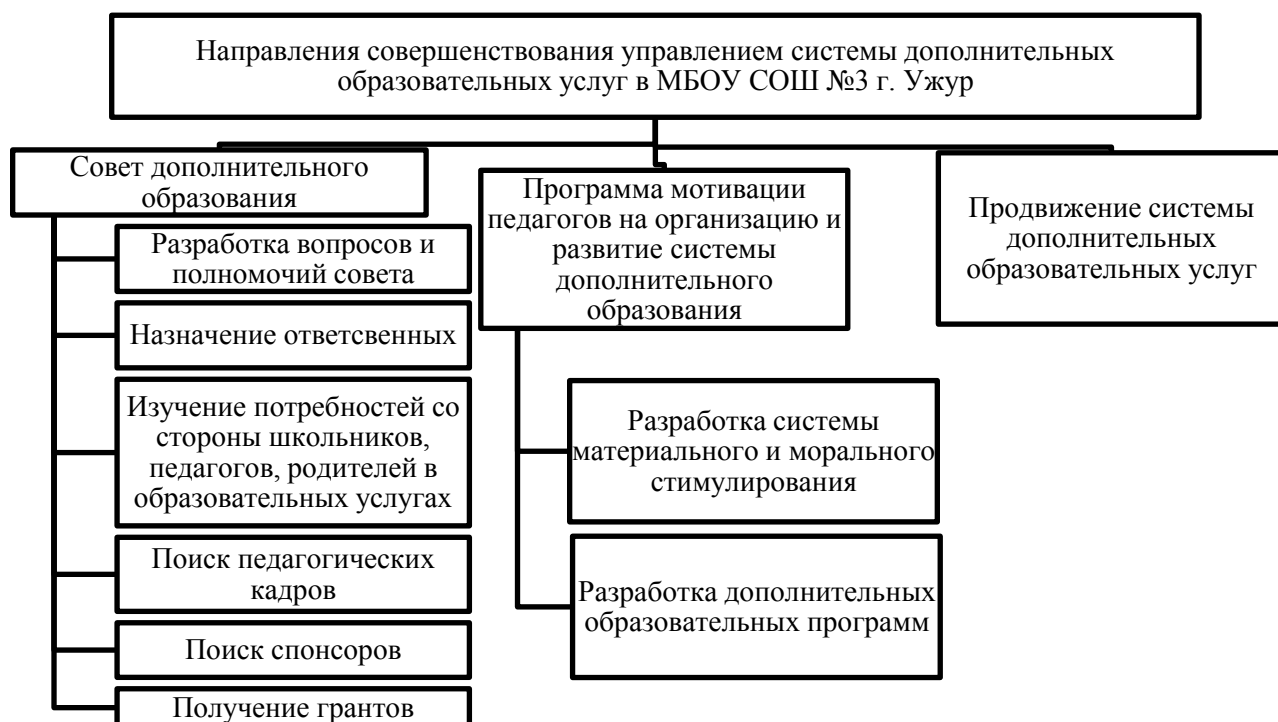 Направления совершенствования управлением системы дополнительных
образовательных услуг в МБОУ СОШ №3 г. Ужур
Совет дополнительного
образования
Разработка вопросов и
полномочий совета
Назначение ответсвенных
Изучение потребностей со
стороны школьников,
педагогов, родителей в
образовательных услугах
Поиск педагогических
кадров
Поиск спонсоров
Получение грантов
Программа мотивации
педагогов на организацию и
развитие системы
дополнительного
образования
Разработка системы
материального и морального
стимулирования
Разработка дополнительных
образовательных программ
Продвижение системы
дополнительных
образовательных услуг